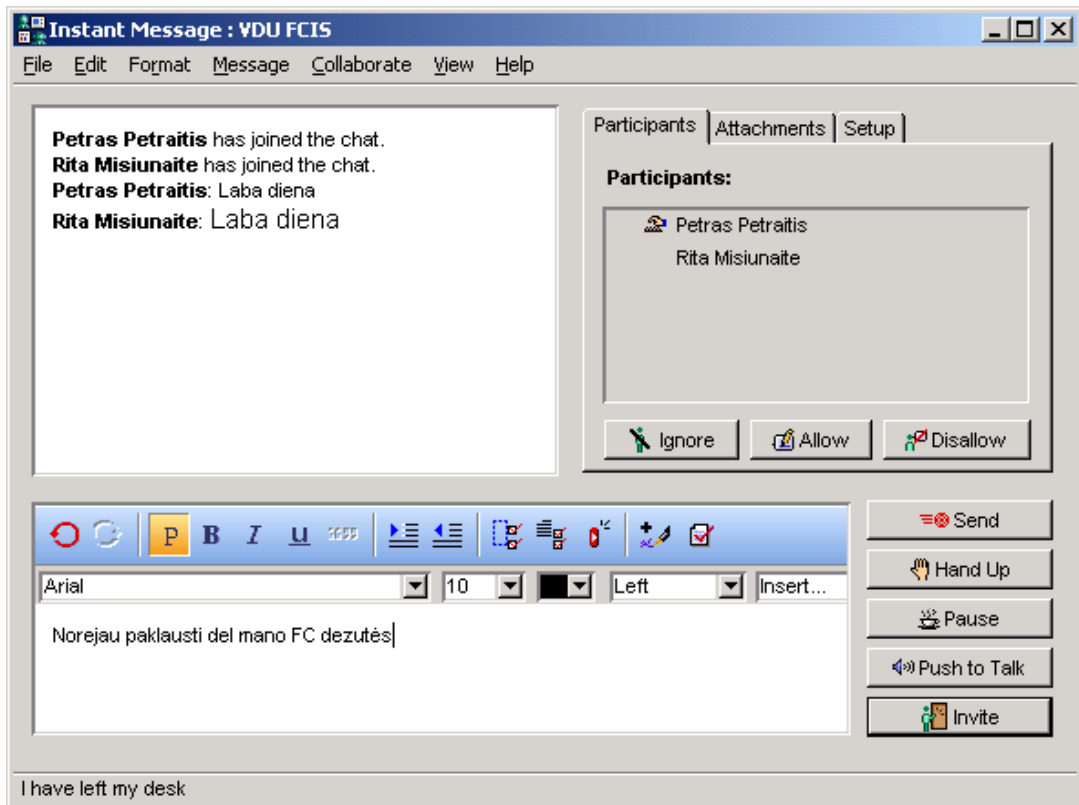 Instant Message : VDU FCIS
File Edit Format Message Collaborate View Help
Petras Petraitis has joined the chat.
Rita Misiunaite has joined the chat.
Petras Petraitis: Laba diena
Rita Misiunaite: Laba diena
Participants Attachments Setup
Participants:
Petras Petraitis
Rita Misiunaite
Ignore Allow Disallow
P B I U
Arial 10 Left Insert...
Norejau paklausti del mano FC dezutės
Send
Hand Up
Pause
Push to Talk
Invite
I have left my desk